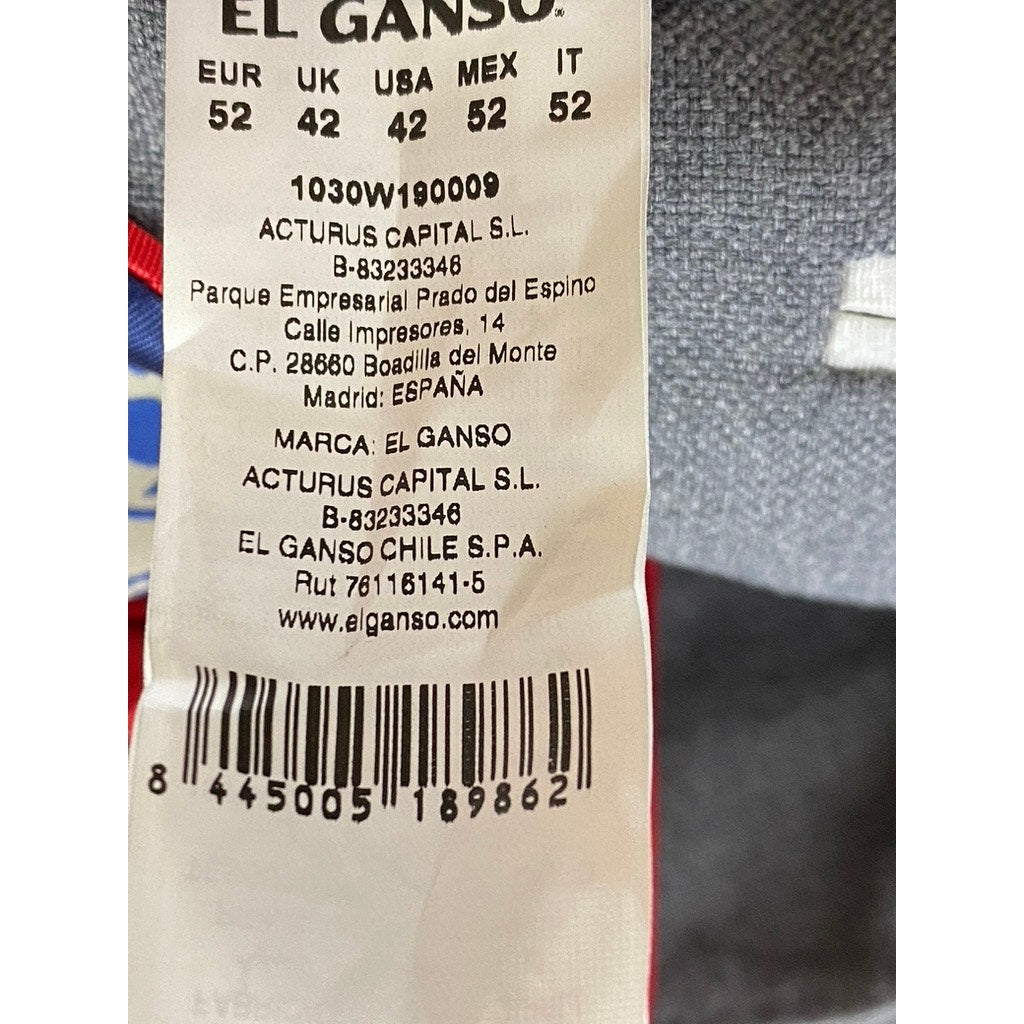 EL GANSO®
EUR UK USA MEX IT
52 42 42 52 52
1030W190009
ACTURUS CAPITAL S.L.
B-83233346
Parque Empresarial Prado del Espino
Calle Impresores, 14
C.P. 28660 Boadilla del Monte
Madrid: ESPAÑA
MARCA: EL GANSO
ACTURUS CAPITAL S.L.
B-83233346
EL GANSO CHILE S.P.A.
Rut 76116141-5
www.elganso.com
8 445005 189862